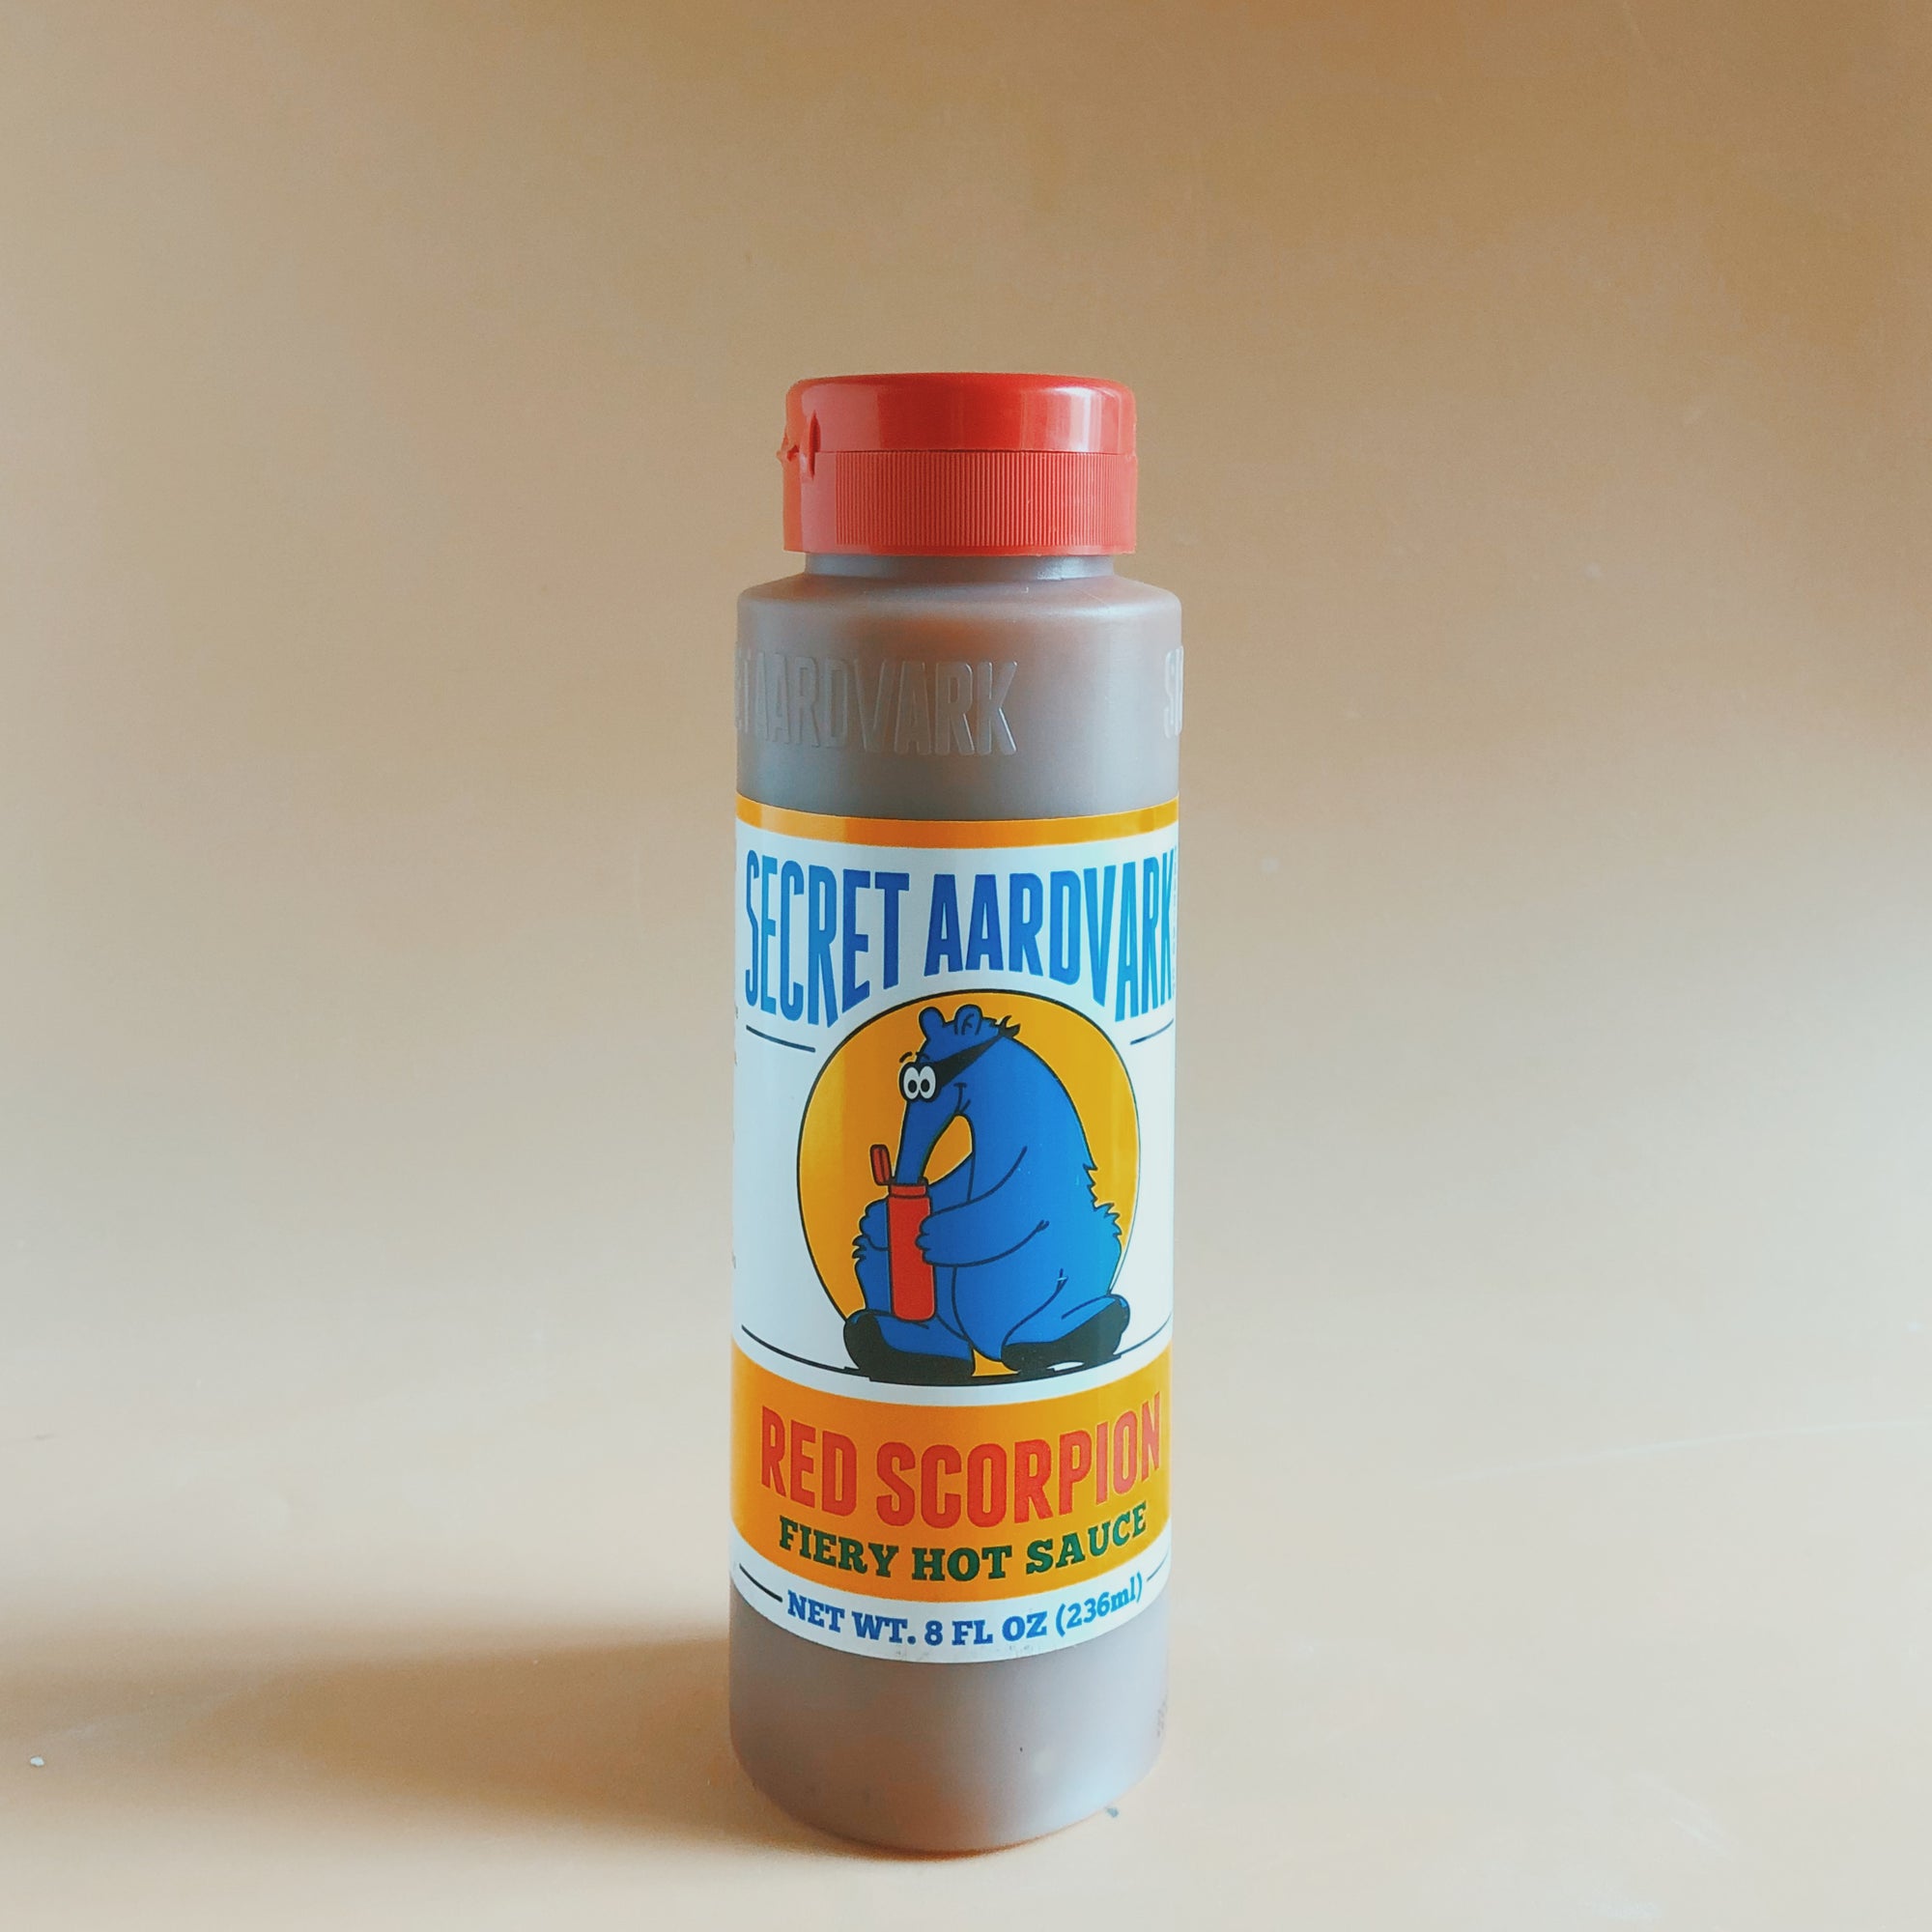 AARDVARK
SECRET AARDVARK
RED SCORPION
FIERY HOT SAUCE
NET WT. 8 FL OZ (236ml)